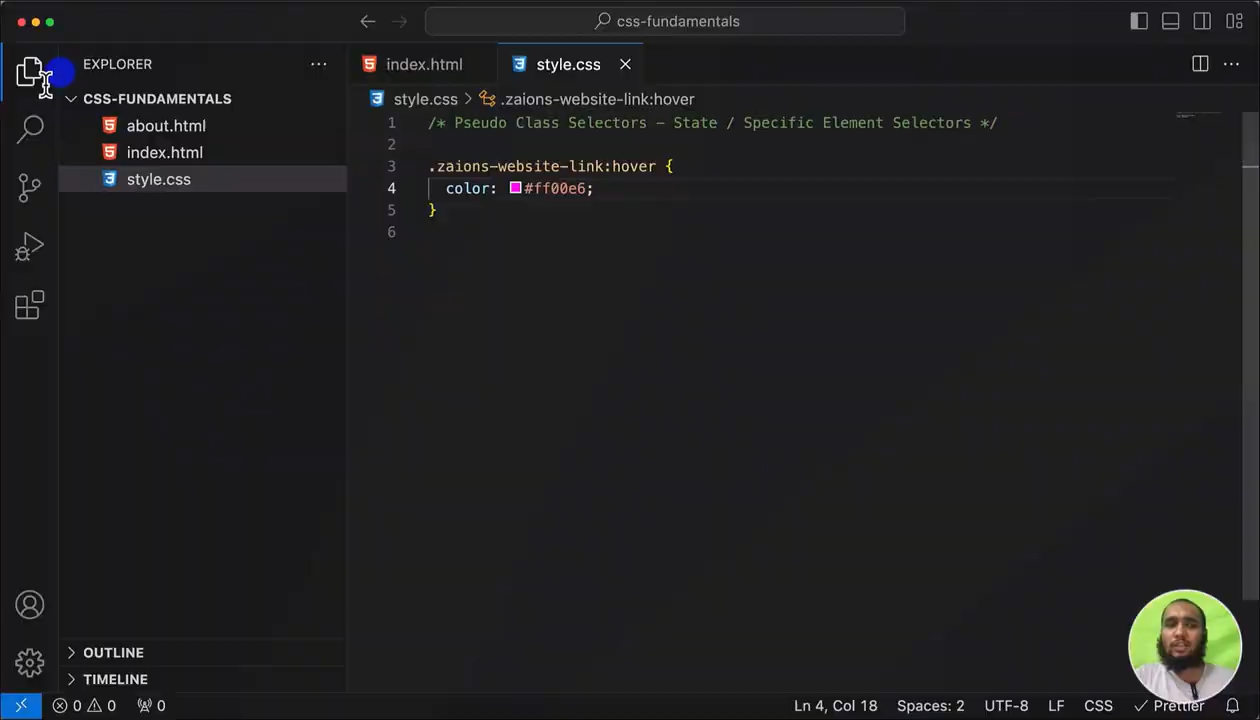 css-fundamentals
EXPLORER
CSS-FUNDAMENTALS
about.html
index.html
style.css
OUTLINE
TIMELINE
index.html
style.css
style.css > .zaions-website-link:hover
1 /* Pseudo Class Selectors - State / Specific Element Selectors */
2
3 .zaions-website-link:hover {
4 color: #ff00e6;
5 }
6
0 0 0
Ln 4, Col 18 Spaces: 2 UTF-8 LF CSS Prettier